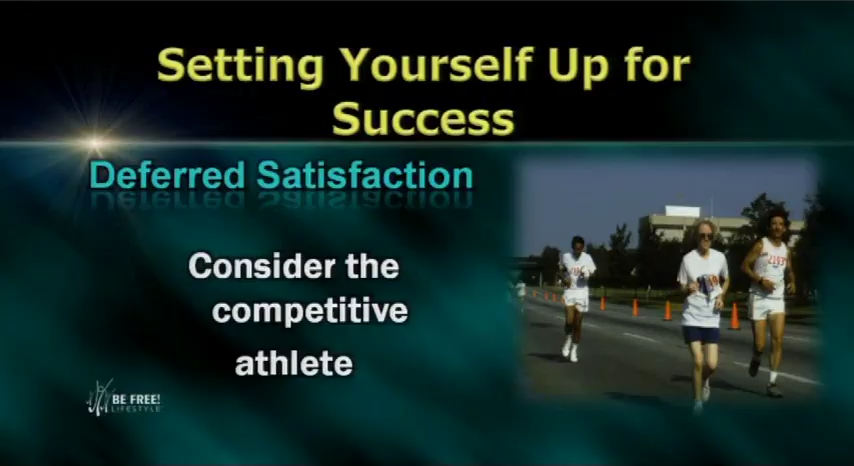 Setting Yourself Up for
Success
Deferred Satisfaction
Consider the
competitive
athlete
BE FREE!
LIFESTYLE